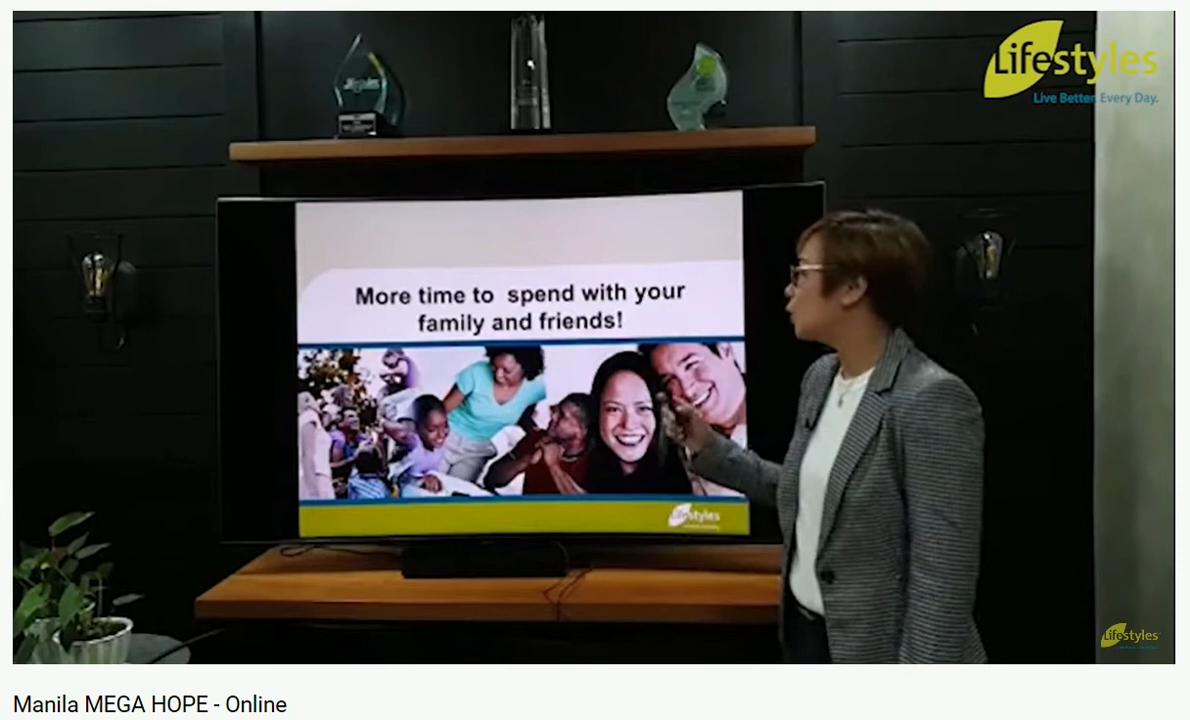 Lifestyles
Live Better Every Day.
More time to spend with your
family and friends!
Lifestyles
Lifestyles
Manila MEGA HOPE - Online